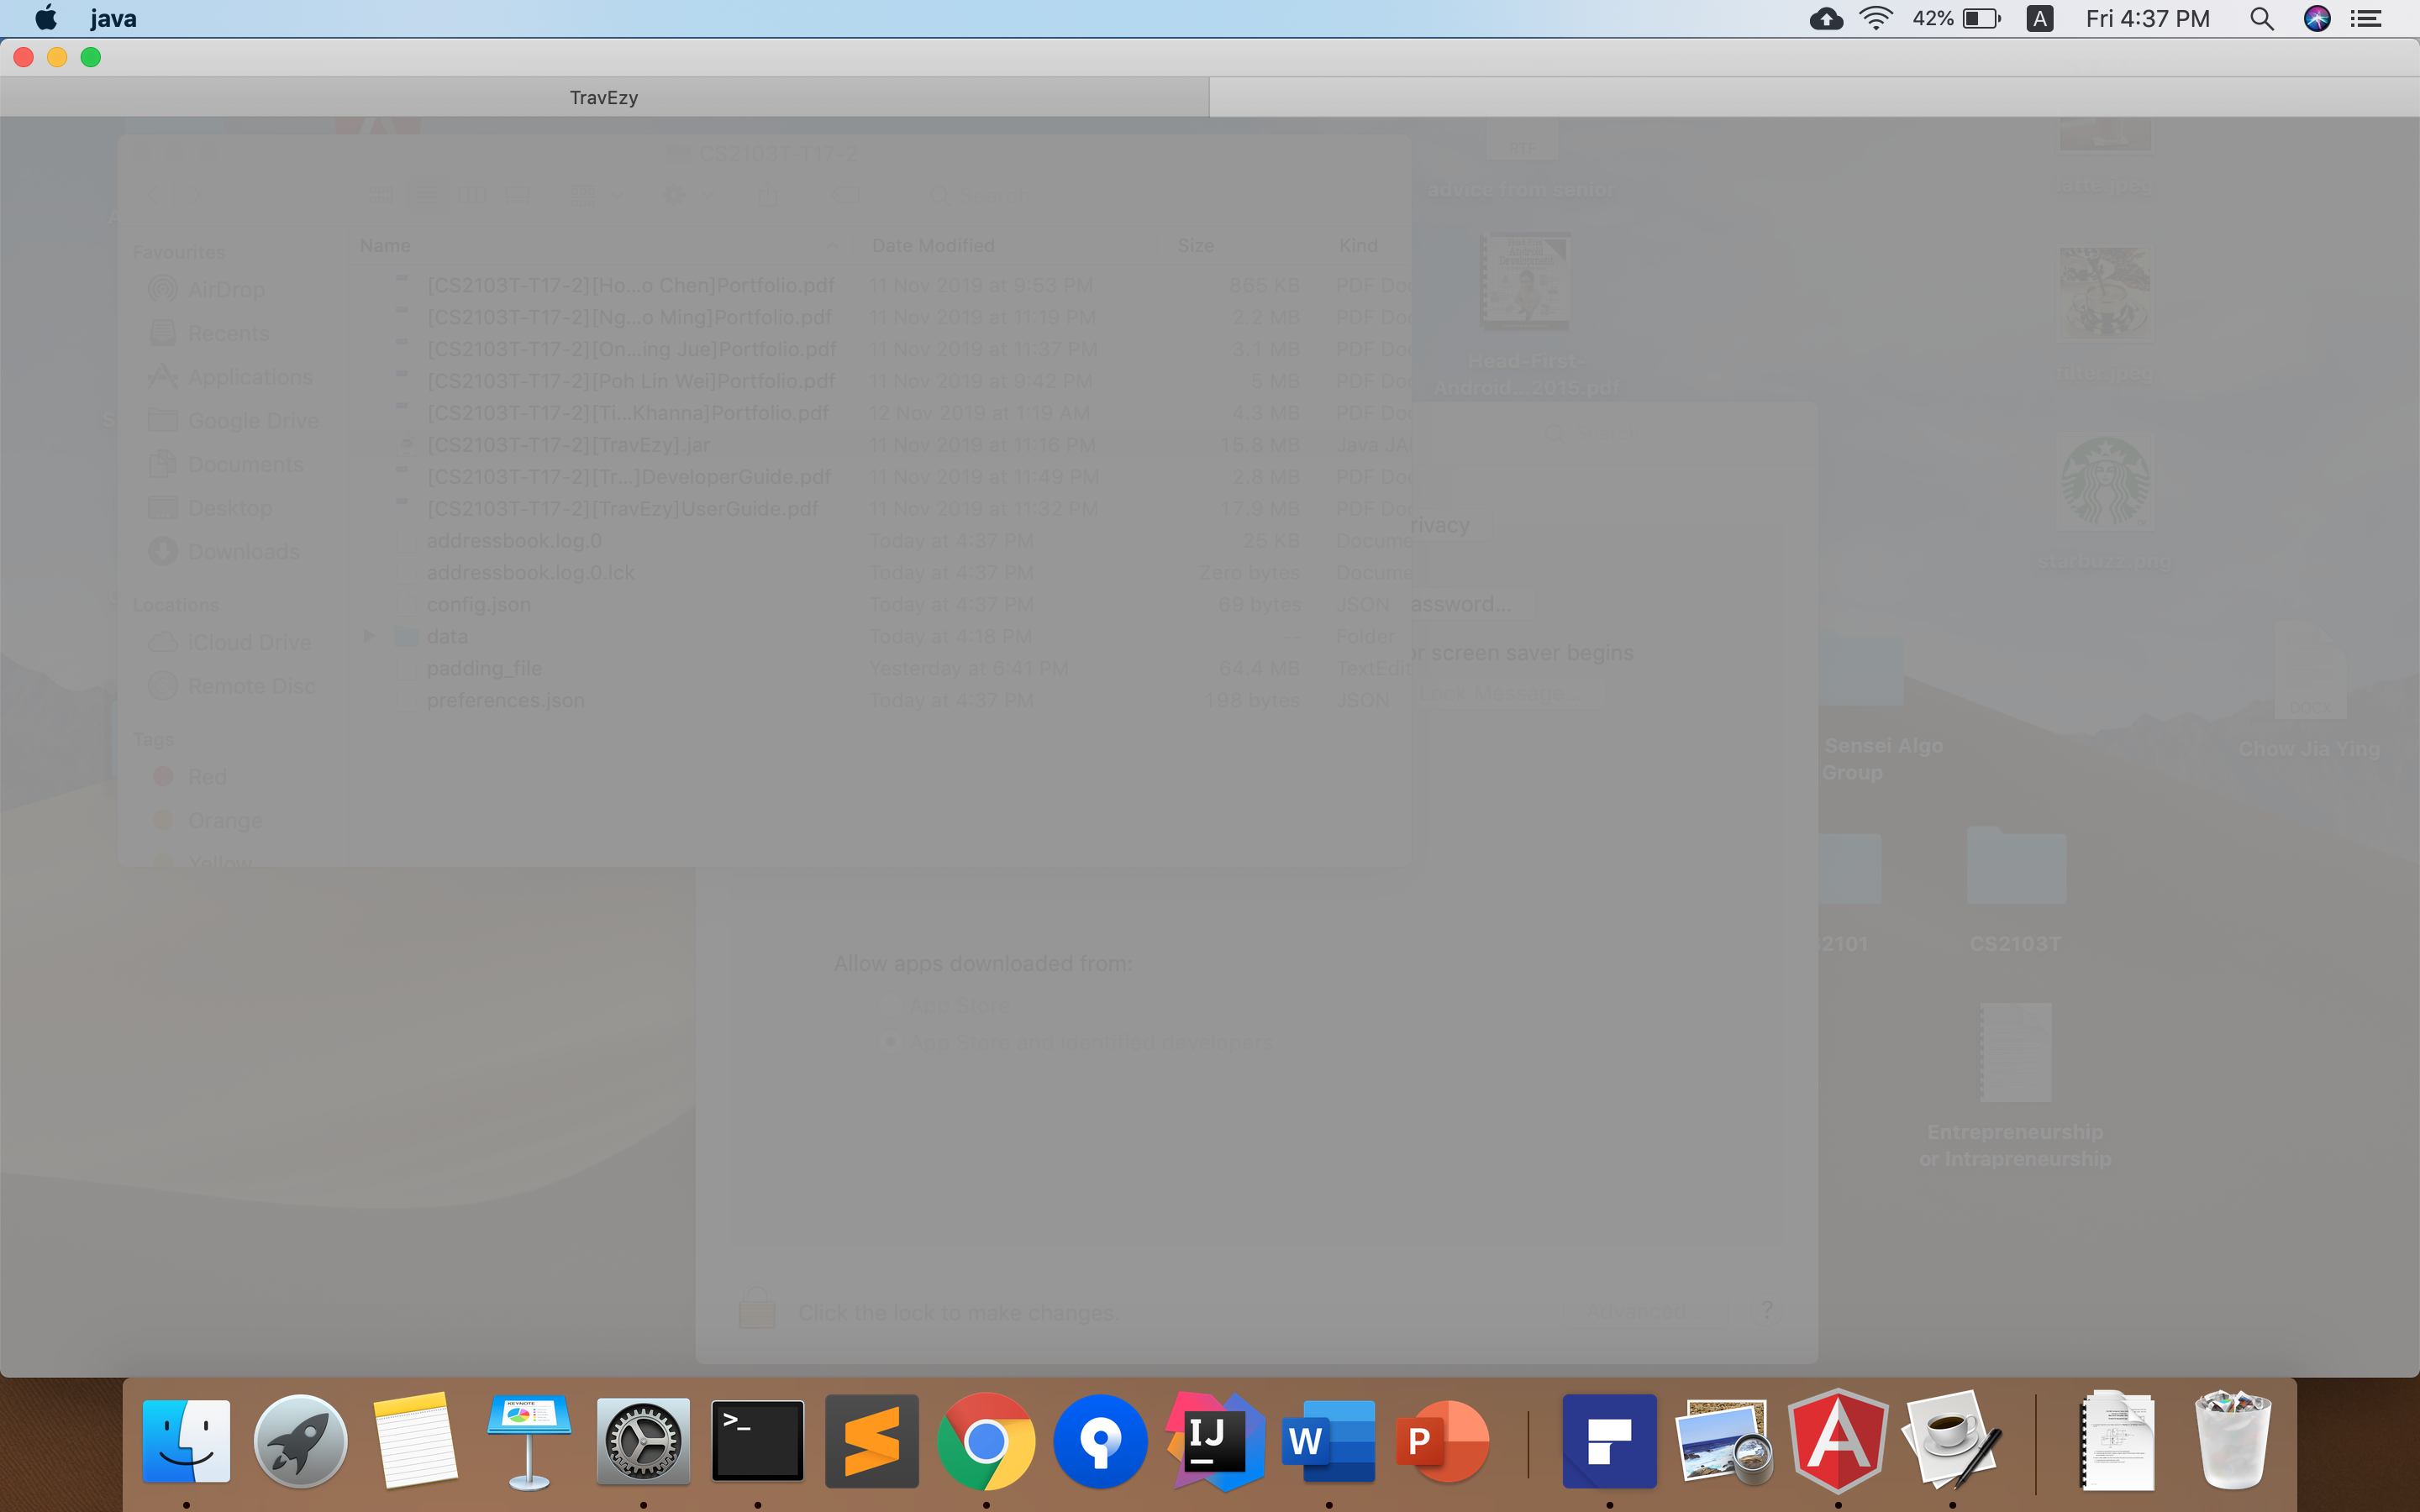 java
42%
A
Fri 4:37 PM
TravEzy
CS2103T-T17-2
Search
Favourites
AirDrop
Recents
Applications
Google Drive
Documents
Desktop
Downloads
Locations
iCloud Drive
Remote Disc
Tags
Red
Orange
Yellow
Name Date Modified Size Kind
[CS2103T-T17-2][Ho...o Chen]Portfolio.pdf 11 Nov 2019 at 9:53 PM 865 KB PDF Doc
[CS2103T-T17-2][Ng...o Ming]Portfolio.pdf 11 Nov 2019 at 11:19 PM 2.2 MB PDF Doc
[CS2103T-T17-2][On...ing Jue]Portfolio.pdf 11 Nov 2019 at 11:37 PM 3.1 MB PDF Doc
[CS2103T-T17-2][Poh Lin Wei]Portfolio.pdf 11 Nov 2019 at 9:42 PM 5 MB PDF Doc
[CS2103T-T17-2][Ti...Khanna]Portfolio.pdf 12 Nov 2019 at 1:19 AM 4.3 MB PDF Doc
[CS2103T-T17-2][TravEzy].jar 11 Nov 2019 at 11:16 PM 15.8 MB Java JA
[CS2103T-T17-2][Tr...]DeveloperGuide.pdf 11 Nov 2019 at 11:49 PM 2.8 MB PDF Doc
[CS2103T-T17-2][TravEzy]UserGuide.pdf 11 Nov 2019 at 11:32 PM 17.9 MB PDF Doc
addressbook.log.0 Today at 4:37 PM 25 KB Docume
addressbook.log.0.lck Today at 4:37 PM Zero bytes Docume
config.json Today at 4:37 PM 69 bytes JSON
data Today at 4:18 PM -- Folder
padding_file Yesterday at 6:41 PM 64.4 MB TextEdit
preferences.json Today at 4:37 PM 198 bytes JSON
advice from senior
Head-First-
Android...2015.pdf
starbuzz.png
filter.jpeg
rivacy
assword...
or screen saver begins
Lock Message
Allow apps downloaded from:
App Store
App Store and identified developers
Click the lock to make changes.
Advanced...
?
Sensei Algo
Group
DOCX
Chow Jia Ying
2101
CS2103T
Entrepreneurship
or Intrapreneurship
KEYNOTE
>_
IJ
W
P
A